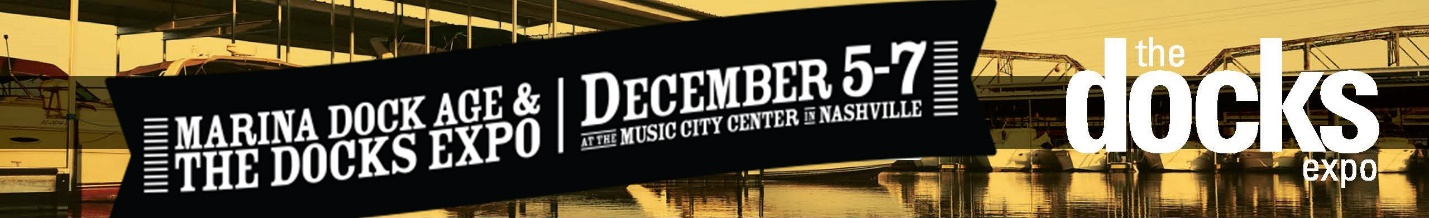 MARINA DOCK AGE &
THE DOCKS EXPO
DECEMBER 5-7
AT THE MUSIC CITY CENTER IN NASHVILLE
the
docks
expo